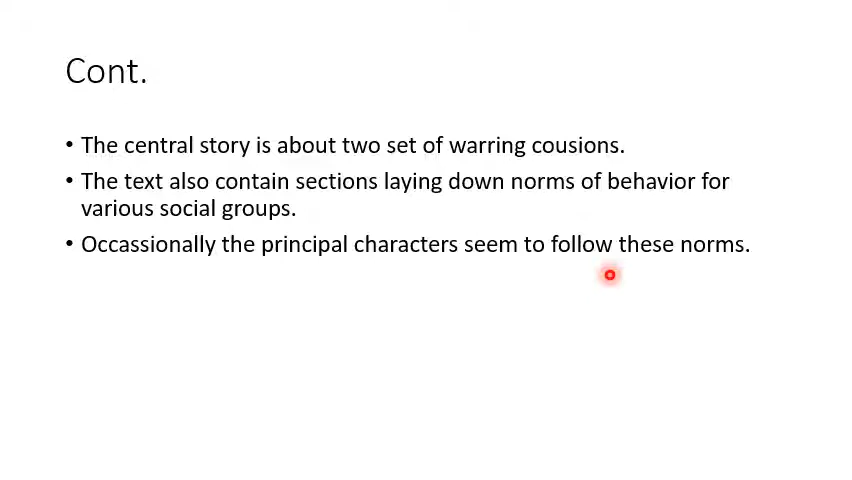 Cont.
• The central story is about two set of warring cousions.
• The text also contain sections laying down norms of behavior for
various social groups.
• Occassionally the principal characters seem to follow these norms.